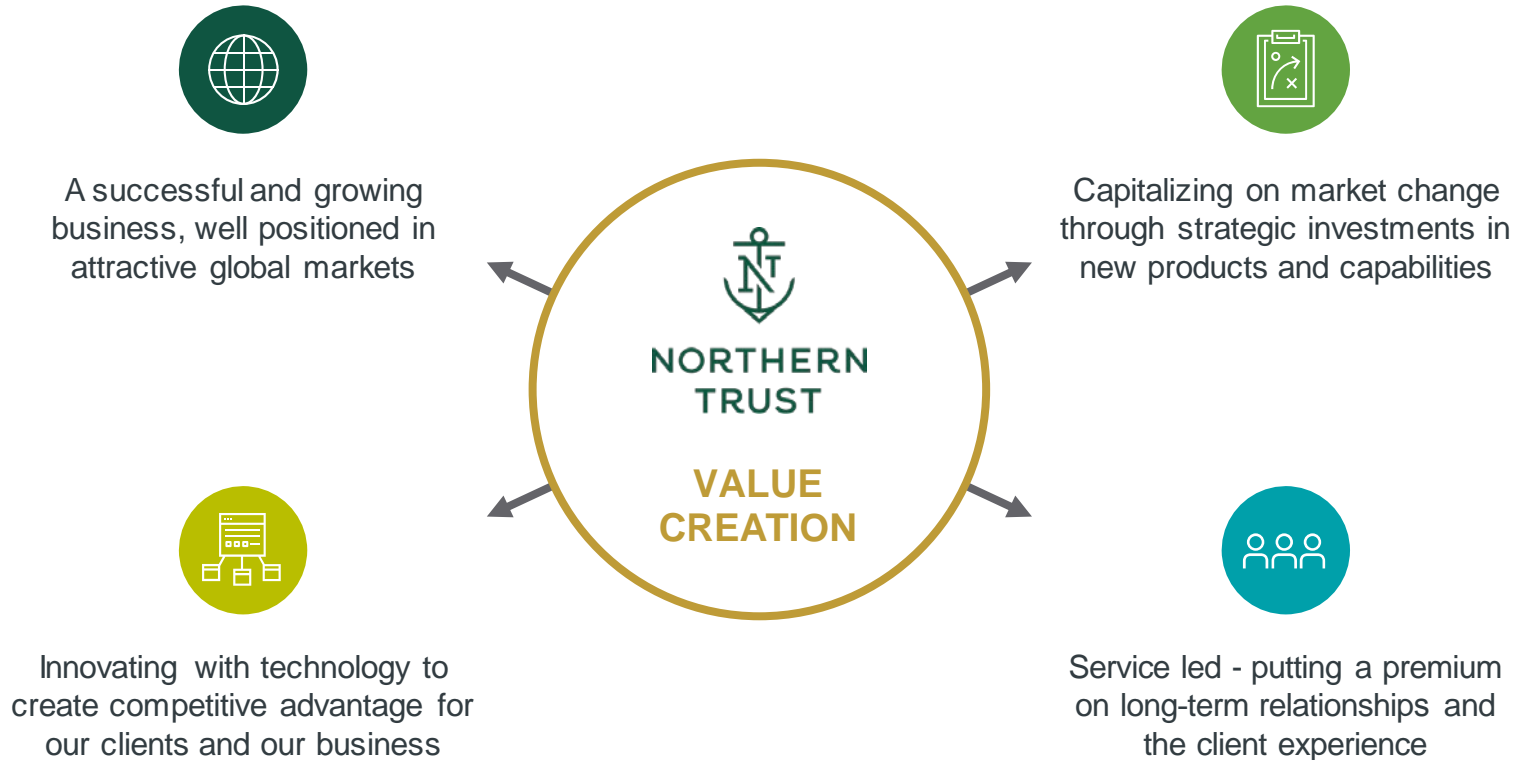 A successful and growing
business, well positioned in
attractive global markets
Capitalizing on market change
through strategic investments in
new products and capabilities
NT
NORTHERN
TRUST
VALUE
CREATION
Innovating with technology to
create competitive advantage for
our clients and our business
Service led - putting a premium
on long-term relationships and
the client experience